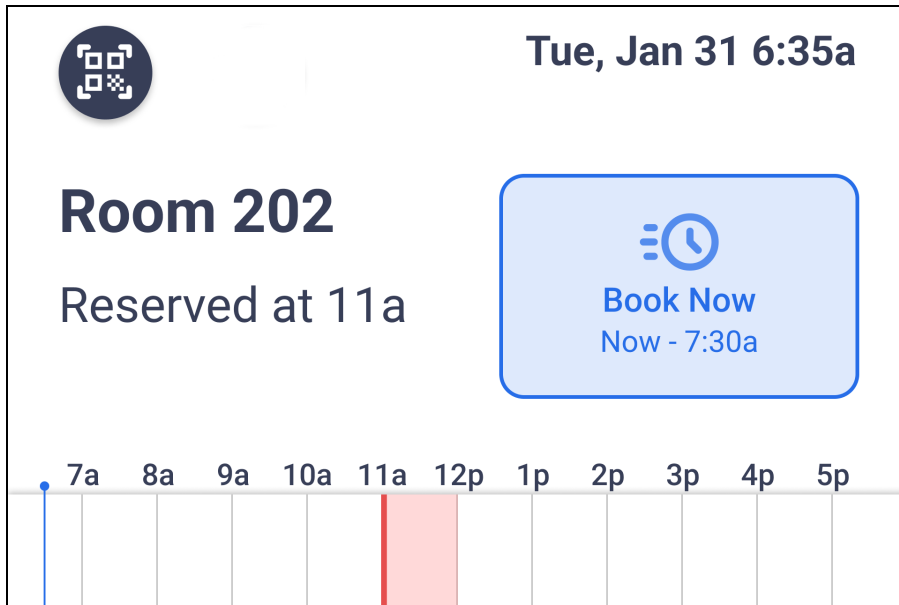 Tue, Jan 31 6:35a
Room 202
Reserved at 11a
Book Now
Now - 7:30a
7a 8a 9a 10a 11a 12p 1p 2p 3p 4p 5p